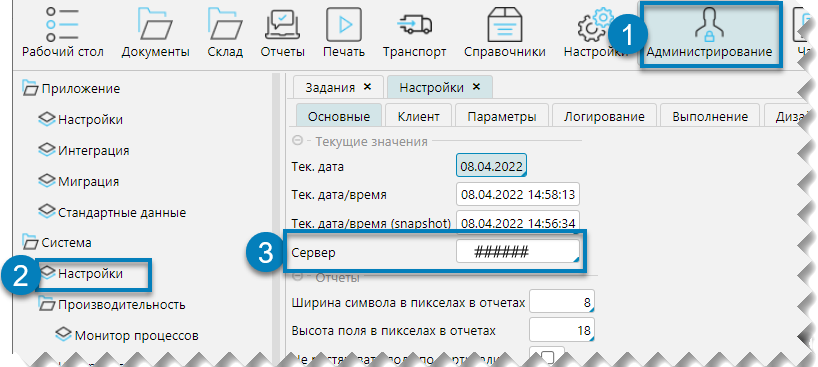 Рабочий стол Документы Склад Отчеты Печать Транспорт Справочники Настройки 1 Администрирование
Приложение
Настройки
Интеграция
Миграция
Стандартные данные
Система
2 Настройки
Производительность
Монитор процессов
Задания × Настройки ×
Основные Клиент Параметры Логирование Выполнение
Текущие значения
Тек. дата 08.04.2022
Тек. дата/время 08.04.2022 14:58:13
Тек. дата/время (snapshot) 08.04.2022 14:56:34
3 Сервер ######
Отчеты
Ширина символа в пикселах в отчетах 8
Высота поля в пикселах в отчетах 18